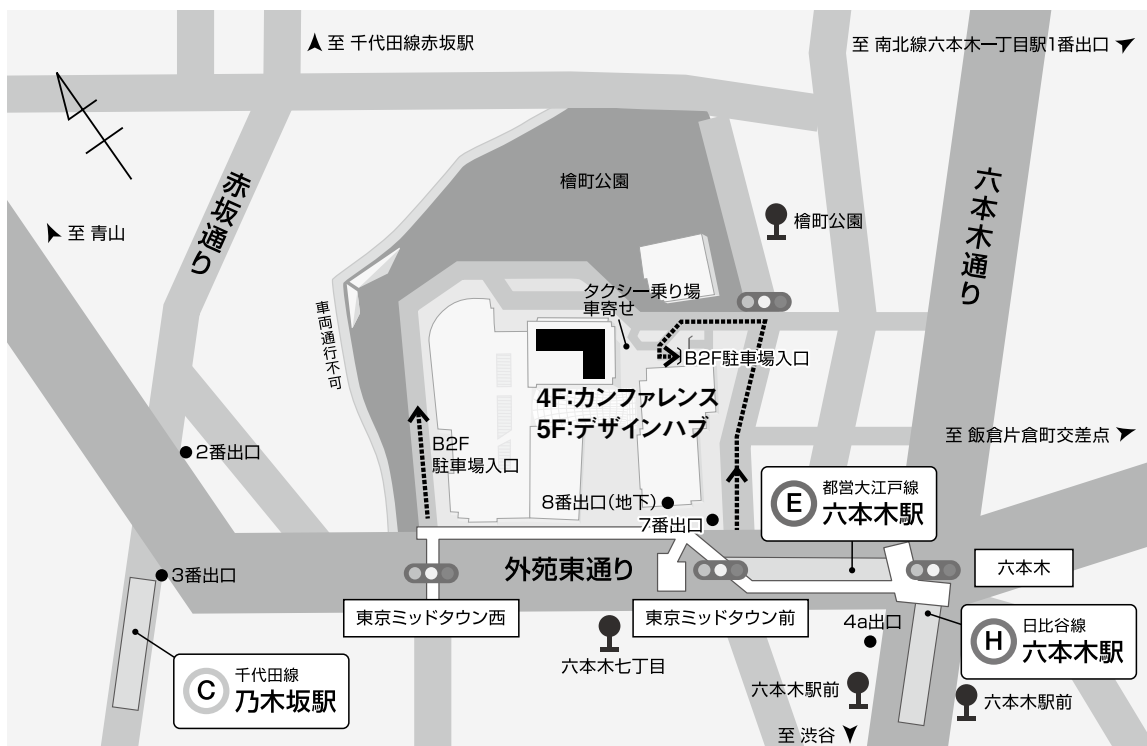 至 千代田線赤坂駅
至 南北線六本木一丁目駅1番出口
檜町公園
赤坂通り
六本木通り
檜町公園
至 青山
タクシー乗り場
車寄せ
車両通行不可
B2F駐車場入口
4F:カンファレンス
5F:デザインハブ
至 飯倉片倉町交差点
B2F
駐車場入口
2番出口
8番出口(地下)
7番出口
E
都営大江戸線
六本木駅
外苑東通り
3番出口
六本木
東京ミッドタウン西
東京ミッドタウン前
4a出口
H
日比谷線
六本木駅
六本木七丁目
C
千代田線
乃木坂駅
六本木駅前
六本木駅前
至 渋谷